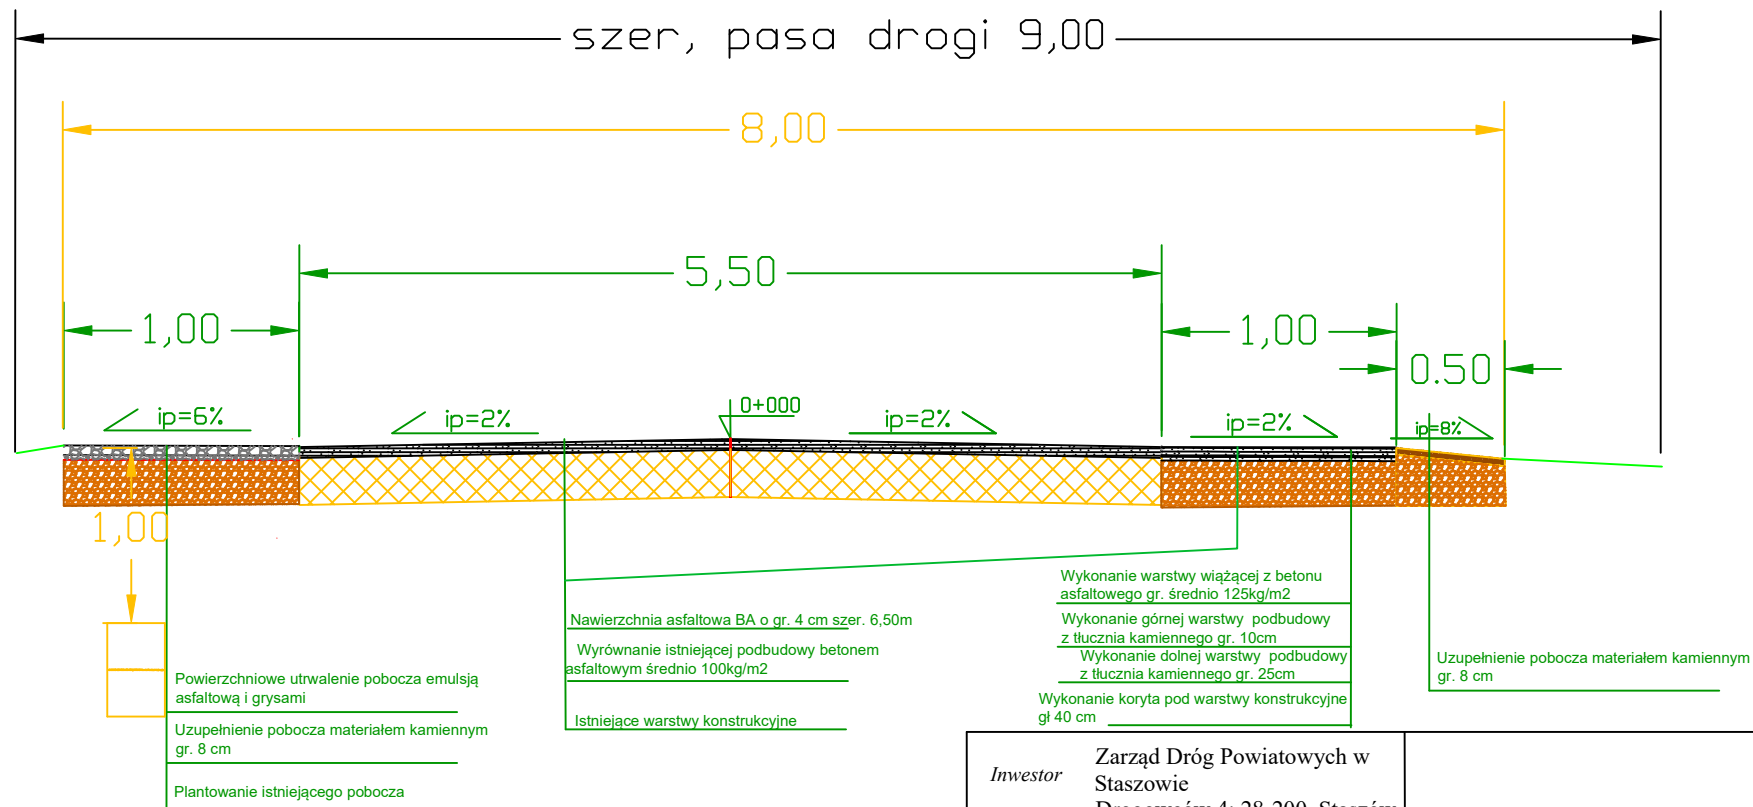 szer, pasa drogi 9,00
8,00
5,50
1,00
1,00
0.50
ip=6%
ip=2%
0+000
ip=2%
ip=2%
ip=8%
1,00
Powierzchniowe utrwalenie pobocza emulsją
asfaltową i grysami
Uzupełnienie pobocza materiałem kamiennym
gr. 8 cm
Plantowanie istniejącego pobocza
Nawierzchnia asfaltowa BA o gr. 4 cm szer. 6,50m
Wyrównanie istniejącej podbudowy betonem
asfaltowym średnio 100kg/m2
Istniejące warstwy konstrukcyjne
Wykonanie warstwy wiążącej z betonu
asfaltowego gr. średnio 125kg/m2
Wykonanie górnej warstwy podbudowy
z tłucznia kamiennego gr. 10cm
Wykonanie dolnej warstwy podbudowy
z tłucznia kamiennego gr. 25cm
Wykonanie koryta pod warstwy konstrukcyjne
gł 40 cm
Uzupełnienie pobocza materiałem kamiennym
gr. 8 cm
Inwestor
Zarząd Dróg Powiatowych w
Staszowie
28-200 Staszów